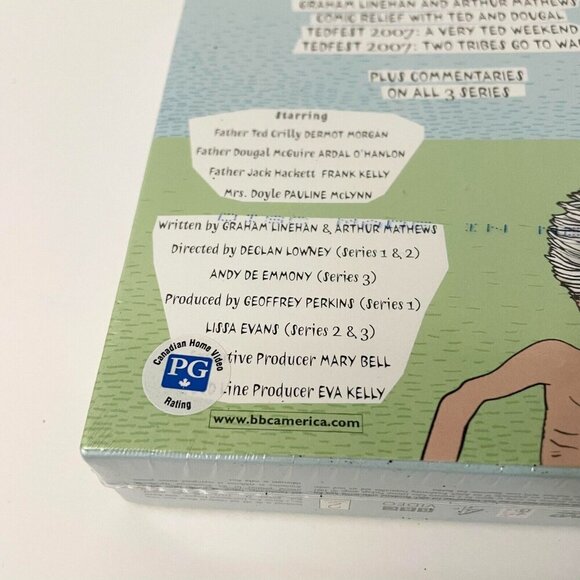 GRAHAM LINEHAN AND ARTHUR MATHEWS
COMIC RELIEF WITH TED AND DOUGAL
TEDFEST 2007: A VERY TED WEEKEND
TEDFEST 2007: TWO TRIBES GO TO WA
PLUS COMMENTARIES
ON ALL 3 SERIES
Starring
Father Ted Crilly DERMOT MORGAN
Father Dougal McGuire ARDAL O'HANLON
Father Jack Hackett FRANK KELLY
Mrs. Doyle PAULINE McLYNN
Written by GRAHAM LINEHAN & ARTHUR MATHEWS
Directed by DECLAN LOWNEY (Series 1 & 2)
ANDY DE EMMONY (Series 3)
Produced by GEOFFREY PERKINS (Series 1)
LISSA EVANS (Series 2 & 3)
tive Producer MARY BELL
Line Producer EVA KELLY
Canadian Home Video
PG
Rating
www.bbcamerica.com